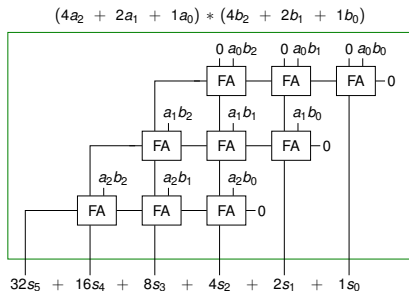 (4a₂ + 2a₁ + 1a₀) * (4b₂ + 2b₁ + 1b₀)
0 a₀b₂ 0 a₀b₁ 0 a₀b₀
FA FA FA 0
a₁b₂ a₁b₁ a₁b₀
FA FA FA 0
a₂b₂ a₂b₁ a₂b₀
FA FA FA 0
32s₅ + 16s₄ + 8s₃ + 4s₂ + 2s₁ + 1s₀